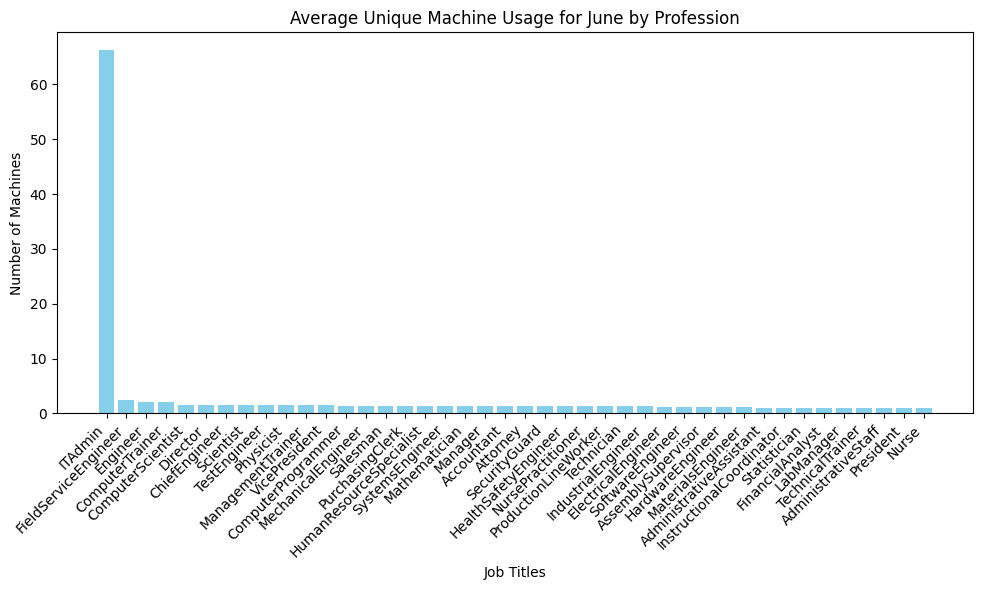 Average Unique Machine Usage for June by Profession
Number of Machines
60
50
40
30
20
10
0
ITAdmin
FieldServiceEngineer
Engineer
ComputerTrainer
ComputerScientist
Director
ChiefEngineer
Scientist
TestEngineer
Physicist
ManagementTrainer
VicePresident
ComputerProgrammer
MechanicalEngineer
Salesman
PurchasingClerk
HumanResourceSpecialist
SystemsEngineer
Mathematician
Manager
Accountant
Attorney
SecurityGuard
HealthSafetyEngineer
NursePractitioner
ProductionLineWorker
Technician
IndustrialEngineer
ElectricalEngineer
SoftwareEngineer
AssemblySupervisor
HardwareEngineer
MaterialsEngineer
AdministrativeAssistant
InstructionalCoordinator
Statistician
FinancialAnalyst
LabManager
TechnicalTrainer
AdministrativeStaff
President
Nurse
Job Titles